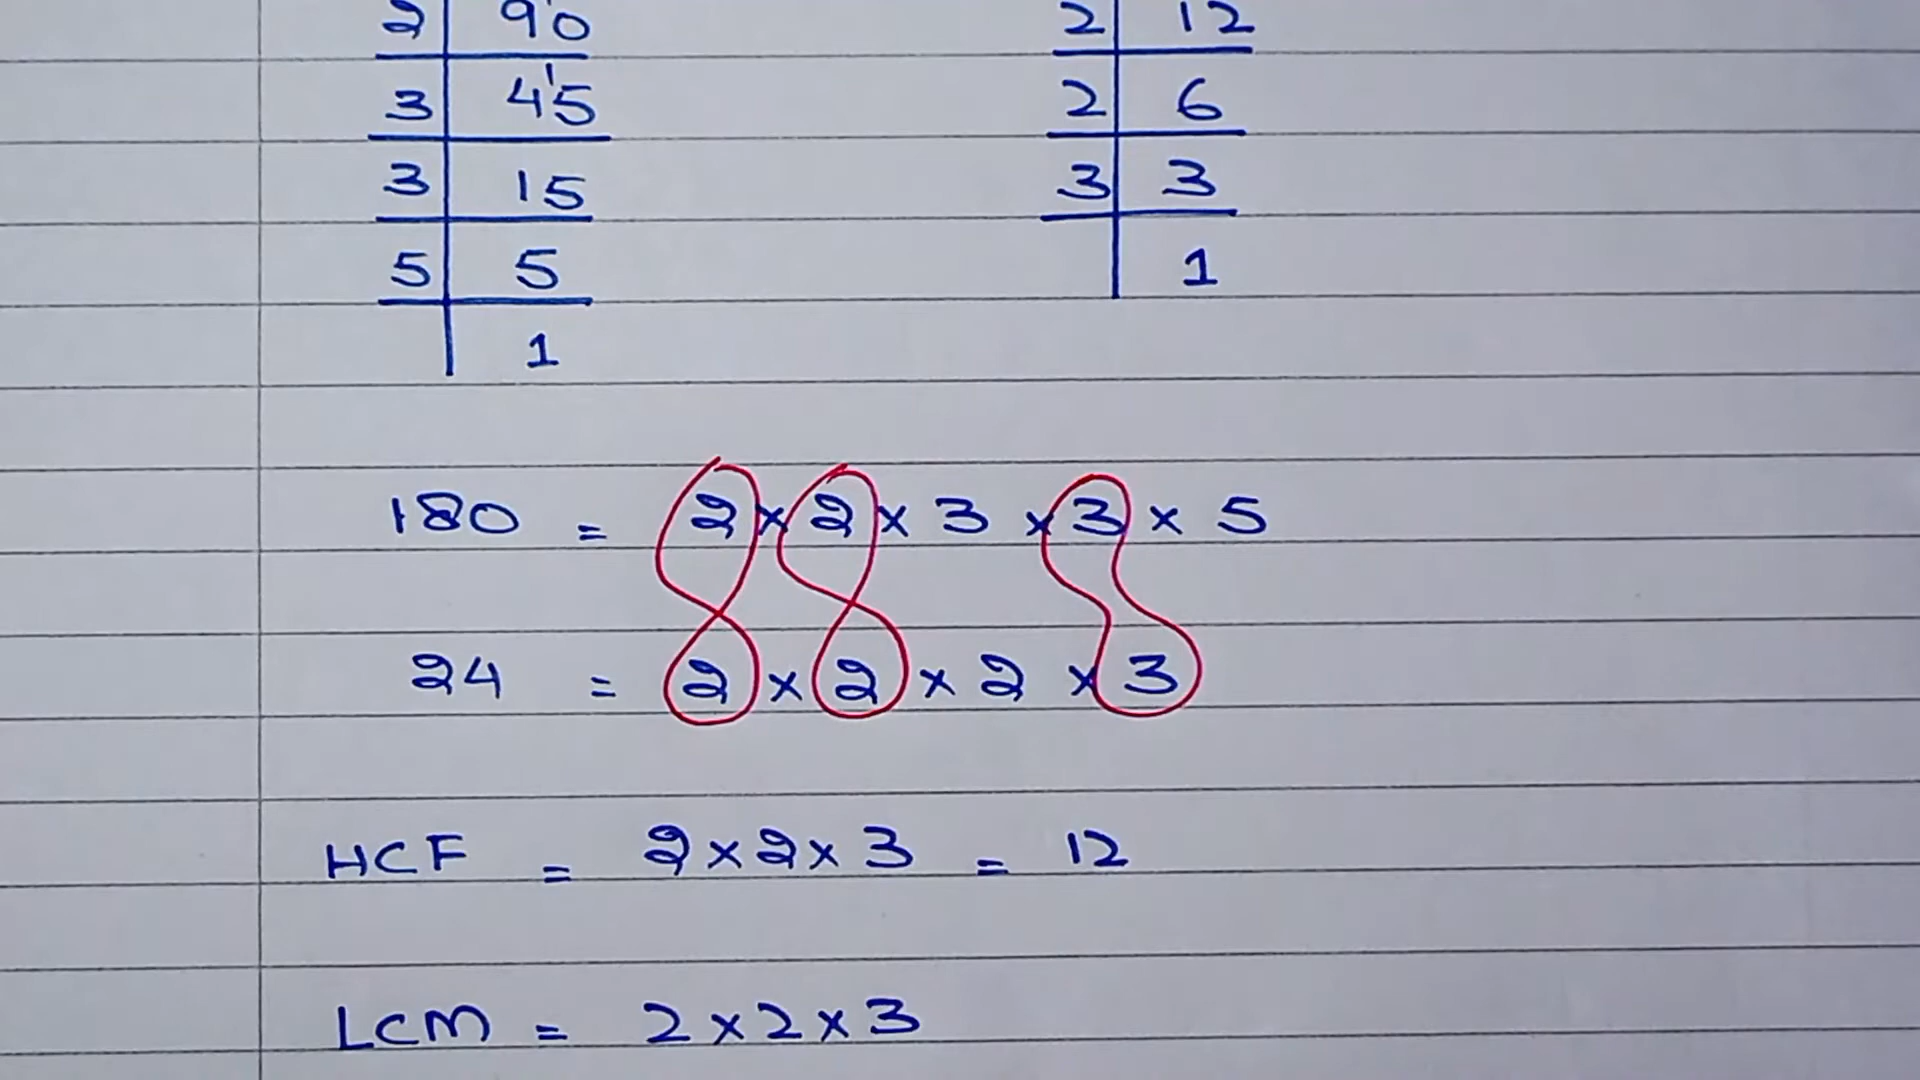 2 | 90
3 | 45
3 | 15
5 | 5
1
2 | 12
2 | 6
3 | 3
1
180 = 2 × 2 × 3 × 3 × 5
24 = 2 × 2 × 2 × 3
HCF = 2 × 2 × 3 = 12
LCM = 2 × 2 × 3